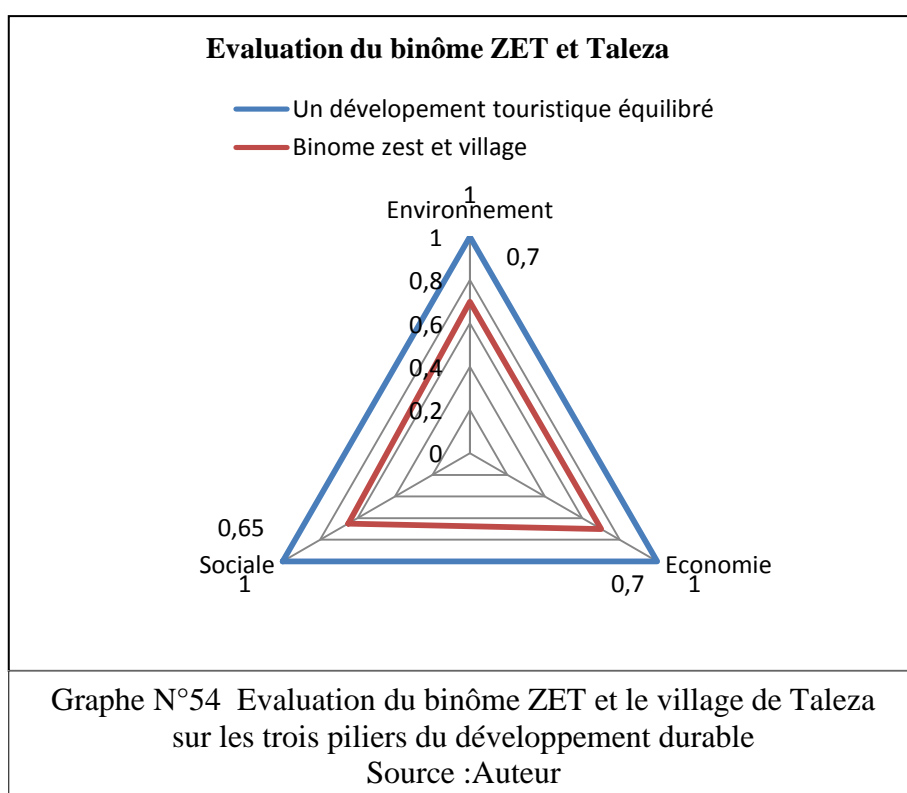 Evaluation du binôme ZET et Taleza
Un dévelopement touristique équilibré
Binome zest et village
1
Environnement
1
0,7
0,8
0,6
0,4
0,2
0
0,65
Sociale
1
Economie
0,7
1
Graphe N°54 Evaluation du binôme ZET et le village de Taleza
sur les trois piliers du développement durable
Source :Auteur